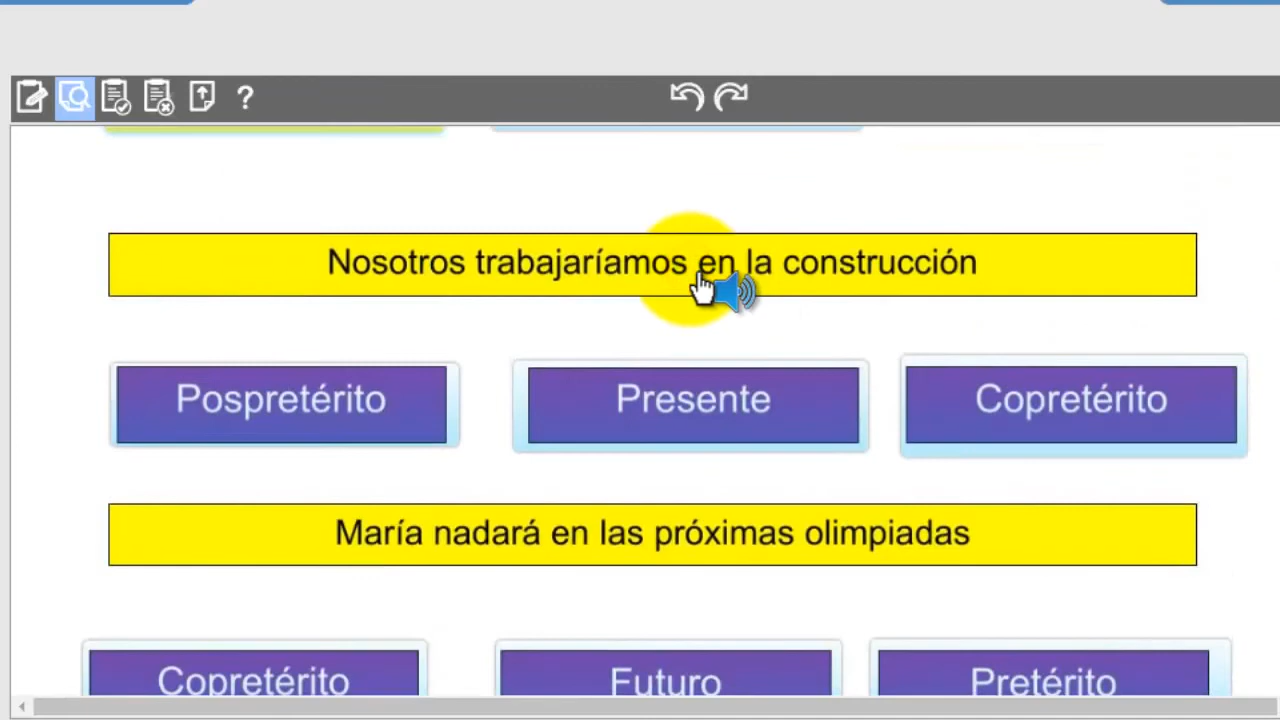 ?
Nosotros trabajaríamos en la construcción
Pospretérito Presente Copretérito
María nadará en las próximas olimpiadas
Copretérito Futuro Pretérito